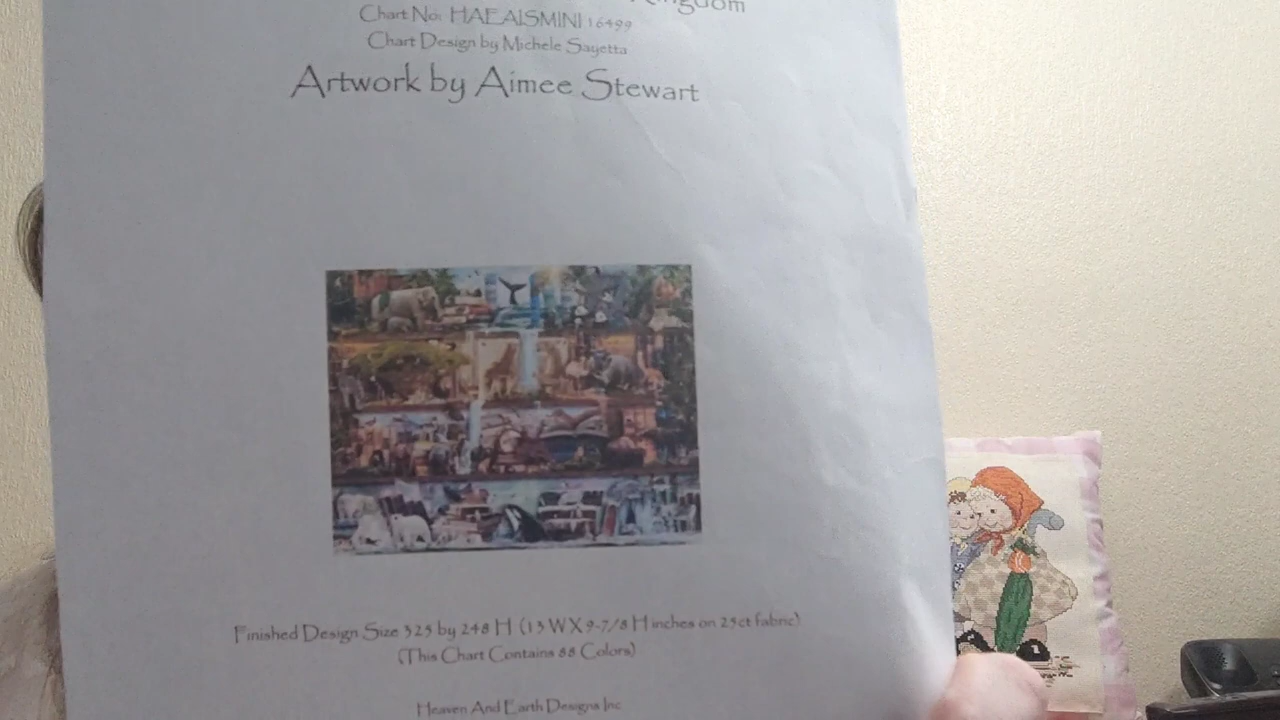 Kingdom
Chart No: HAEAISMINI 16499
Chart Design by Michele Sayetta
Artwork by Aimee Stewart
Finished Design Size 325 by 248 H (13 W X 9-7/8 H inches on 25ct fabric)
(This Chart Contains 88 Colors)
Heaven And Earth Designs Inc